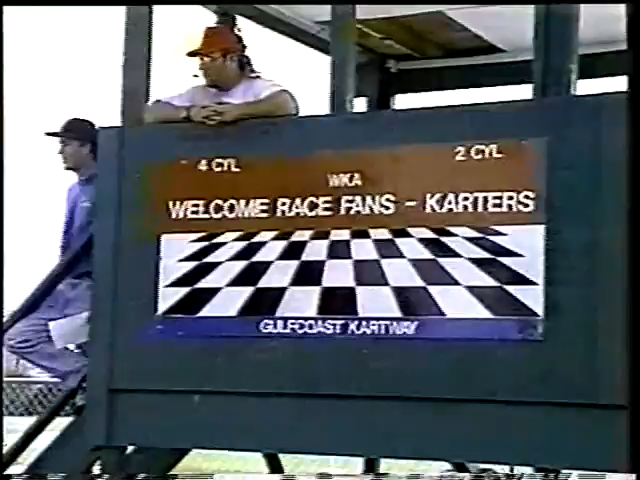 4 CYL 2 CYL
WKA
WELCOME RACE FANS - KARTERS
GULFCOAST KARTWAY